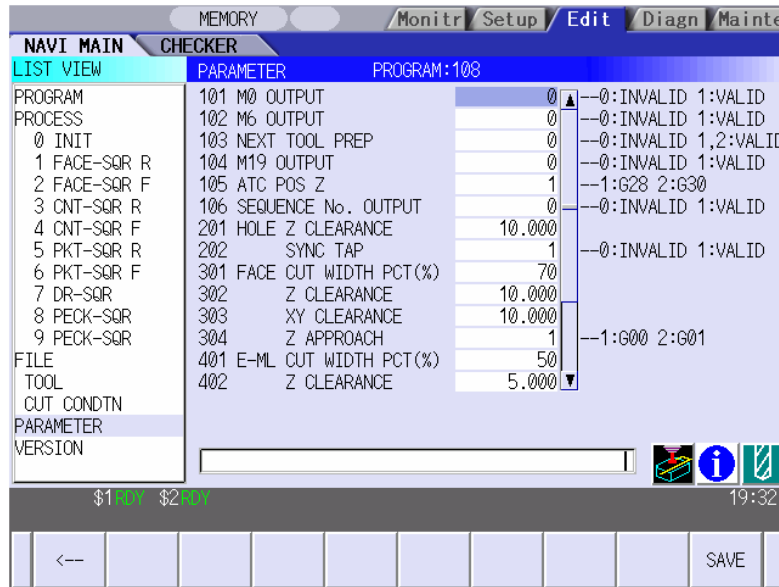 MEMORY Monitr Setup Edit Diagn Mainte
NAVI MAIN CHECKER
LIST VIEW
PROGRAM
PROCESS
0 INIT
1 FACE-SQR R
2 FACE-SQR F
3 CNT-SQR R
4 CNT-SQR F
5 PKT-SQR R
6 PKT-SQR F
7 DR-SQR
8 PECK-SQR
9 PECK-SQR
FILE
TOOL
CUT CONDTN
PARAMETER
VERSION
PARAMETER PROGRAM:108
101 M0 OUTPUT 0 --0:INVALID 1:VALID
102 M6 OUTPUT 0 --0:INVALID 1:VALID
103 NEXT TOOL PREP 0 --0:INVALID 1,2:VALID
104 M19 OUTPUT 0 --0:INVALID 1:VALID
105 ATC POS Z 1 --1:G28 2:G30
106 SEQUENCE No. OUTPUT 0 --0:INVALID 1:VALID
201 HOLE Z CLEARANCE 10.000
202 SYNC TAP 1 --0:INVALID 1:VALID
301 FACE CUT WIDTH PCT(%) 70
302 Z CLEARANCE 10.000
303 XY CLEARANCE 10.000
304 Z APPROACH 1 --1:G00 2:G01
401 E-ML CUT WIDTH PCT(%) 50
402 Z CLEARANCE 5.000
$1RDY $2RDY 19:32
<-- SAVE